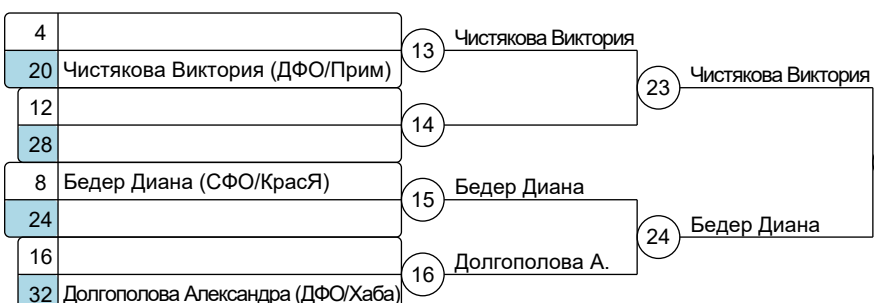 4
13
Чистякова Виктория
20 Чистякова Виктория (ДФО/Прим)
23
Чистякова Виктория
12
14
28
8 Бедер Диана (СФО/КрасЯ)
15
Бедер Диана
24
24
Бедер Диана
16
16
Долгополова А.
32 Долгополова Александра (ДФО/Хаба)